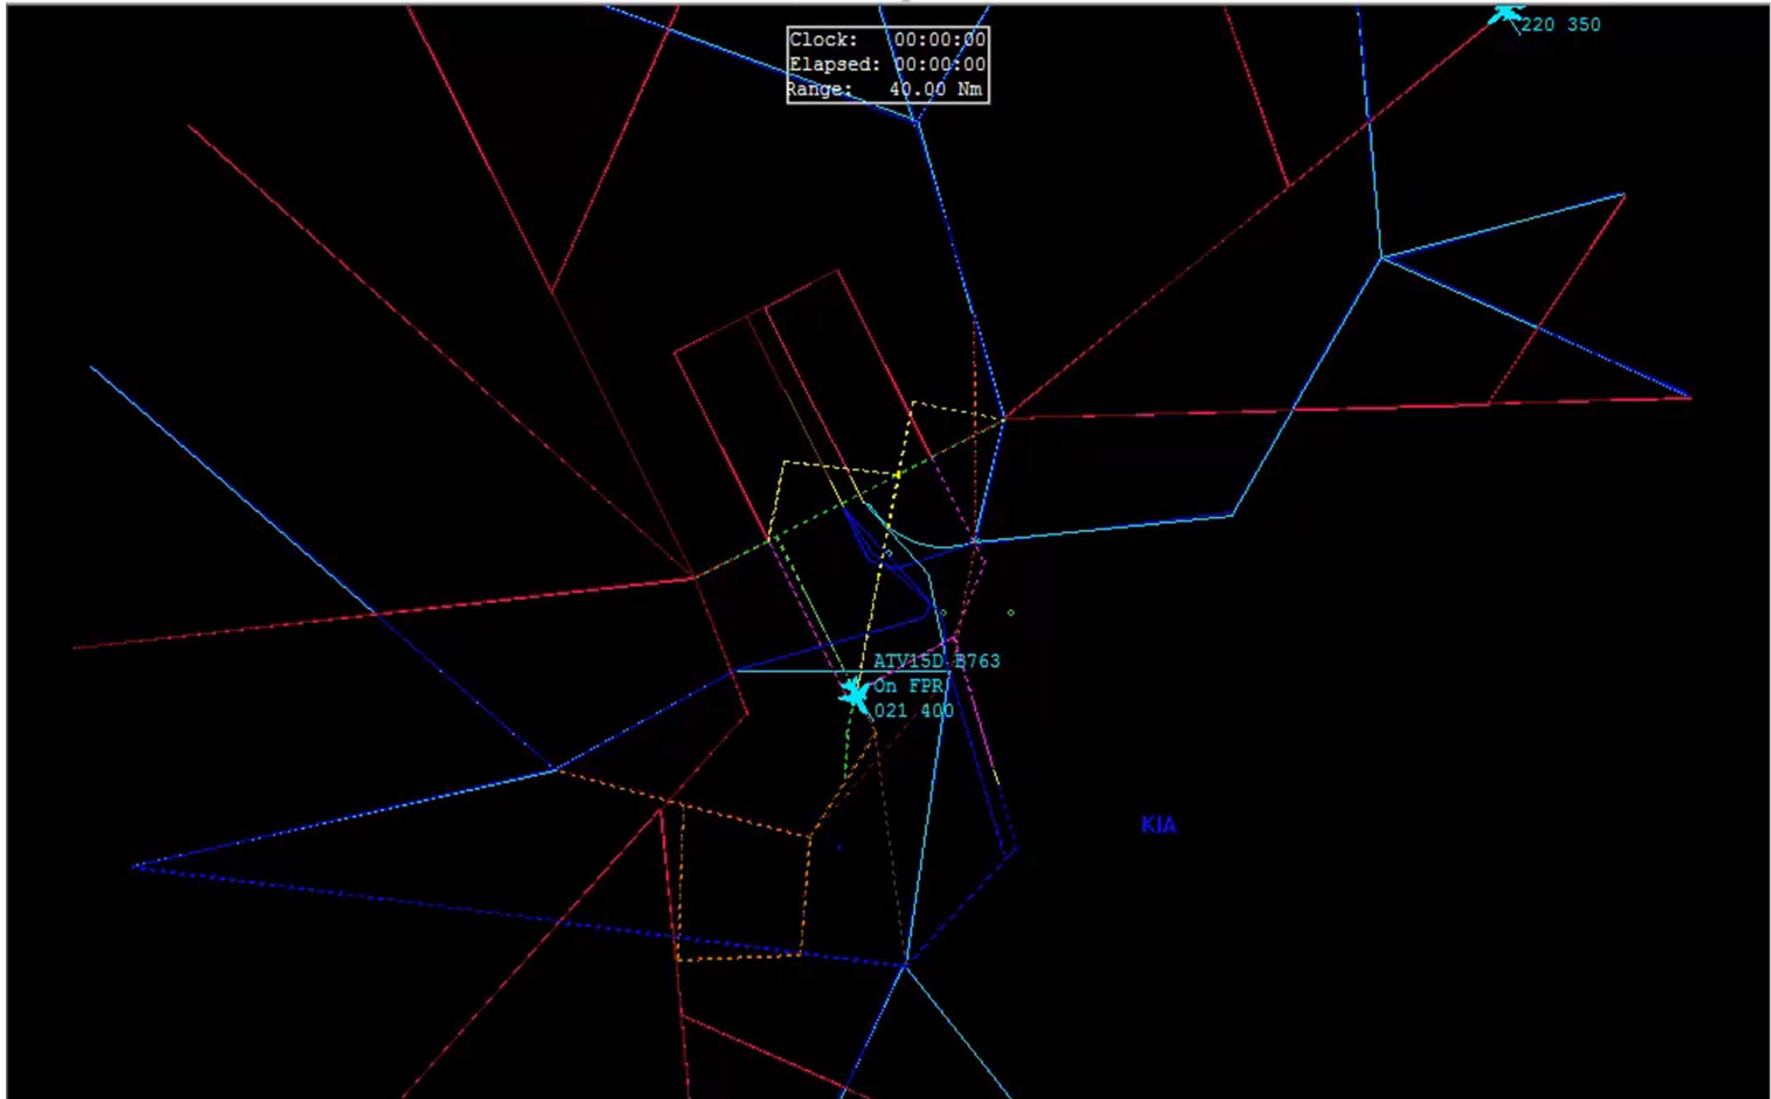 220 350
Clock: 00:00:00
Elapsed: 00:00:00
Range: 40.00 Nm
ATV15D B763
On FPR
021 400
KIA